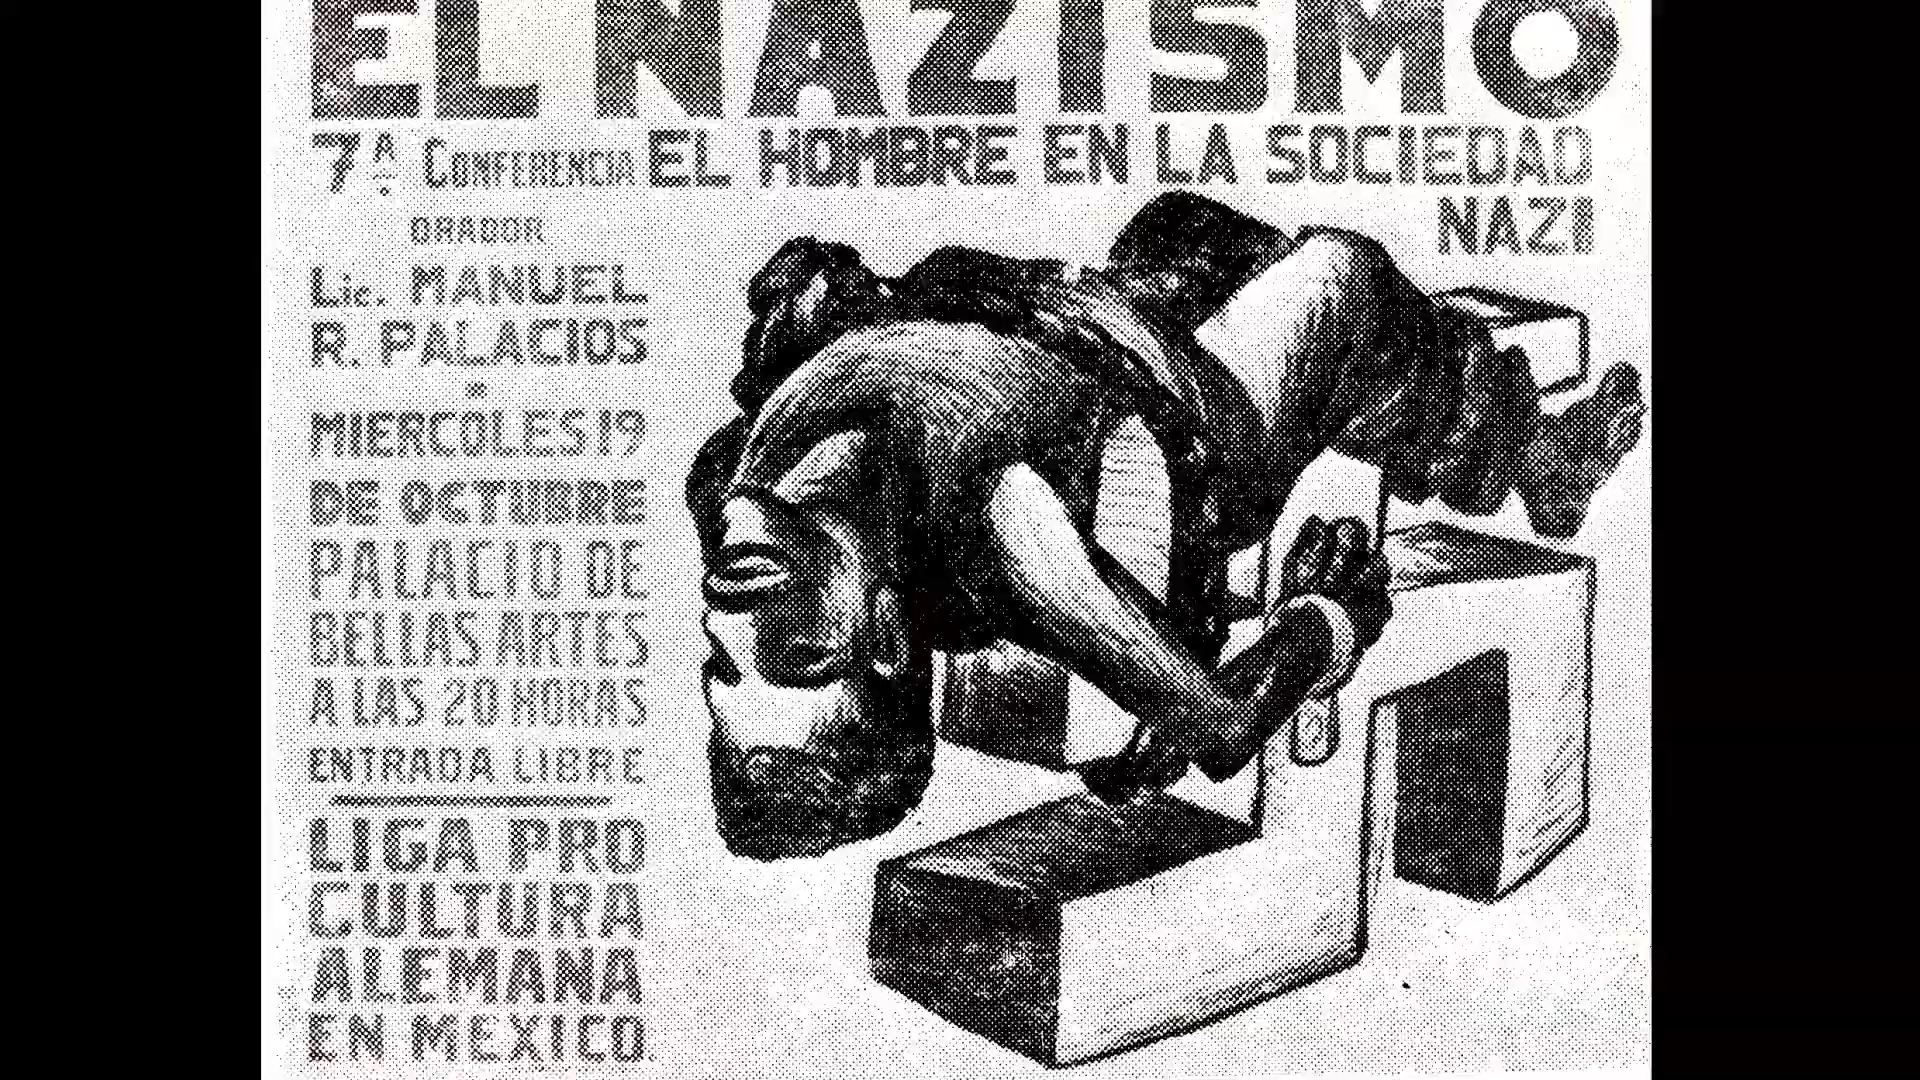 EL NAZISMO
7ª CONFERENCIA EL HOMBRE EN LA SOCIEDAD
NAZI
ORADOR
Lic. MANUEL
R. PALACIOS
MIERCOLES 19
DE OCTUBRE
PALACIO DE
BELLAS ARTES
A LAS 20 HORAS
ENTRADA LIBRE
LIGA PRO
CULTURA
ALEMANA
EN MEXICO.